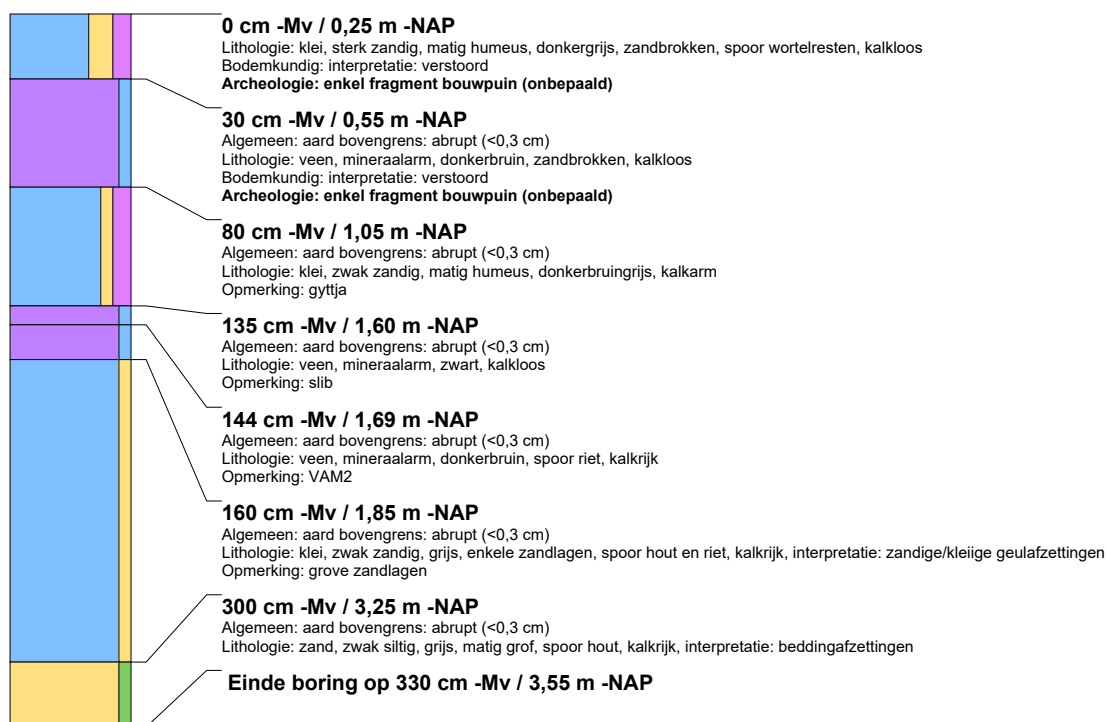 0 cm -Mv / 0,25 m -NAP
Lithologie: klei, sterk zandig, matig humeus, donkergrijs, zandbrokken, spoor wortelresten, kalkloos
Bodemkundig: interpretatie: verstoord
Archeologie: enkel fragment bouwpuin (onbepaald)
30 cm -Mv / 0,55 m -NAP
Algemeen: aard bovengrens: abrupt (<0,3 cm)
Lithologie: veen, mineraalarm, donkerbruin, zandbrokken, kalkloos
Bodemkundig: interpretatie: verstoord
Archeologie: enkel fragment bouwpuin (onbepaald)
80 cm -Mv / 1,05 m -NAP
Algemeen: aard bovengrens: abrupt (<0,3 cm)
Lithologie: klei, zwak zandig, matig humeus, donkerbruingrijs, kalkarm
Opmerking: gyttja
135 cm -Mv / 1,60 m -NAP
Algemeen: aard bovengrens: abrupt (<0,3 cm)
Lithologie: veen, mineraalarm, zwart, kalkloos
Opmerking: slib
144 cm -Mv / 1,69 m -NAP
Algemeen: aard bovengrens: abrupt (<0,3 cm)
Lithologie: veen, mineraalarm, donkerbruin, spoor riet, kalkrijk
Opmerking: VAM2
160 cm -Mv / 1,85 m -NAP
Algemeen: aard bovengrens: abrupt (<0,3 cm)
Lithologie: klei, zwak zandig, grijs, enkele zandlagen, spoor hout en riet, kalkrijk, interpretatie: zandige/kleiige geulafzettingen
Opmerking: grove zandlagen
300 cm -Mv / 3,25 m -NAP
Algemeen: aard bovengrens: abrupt (<0,3 cm)
Lithologie: zand, zwak siltig, grijs, matig grof, spoor hout, kalkrijk, interpretatie: beddingafzettingen
Einde boring op 330 cm -Mv / 3,55 m -NAP